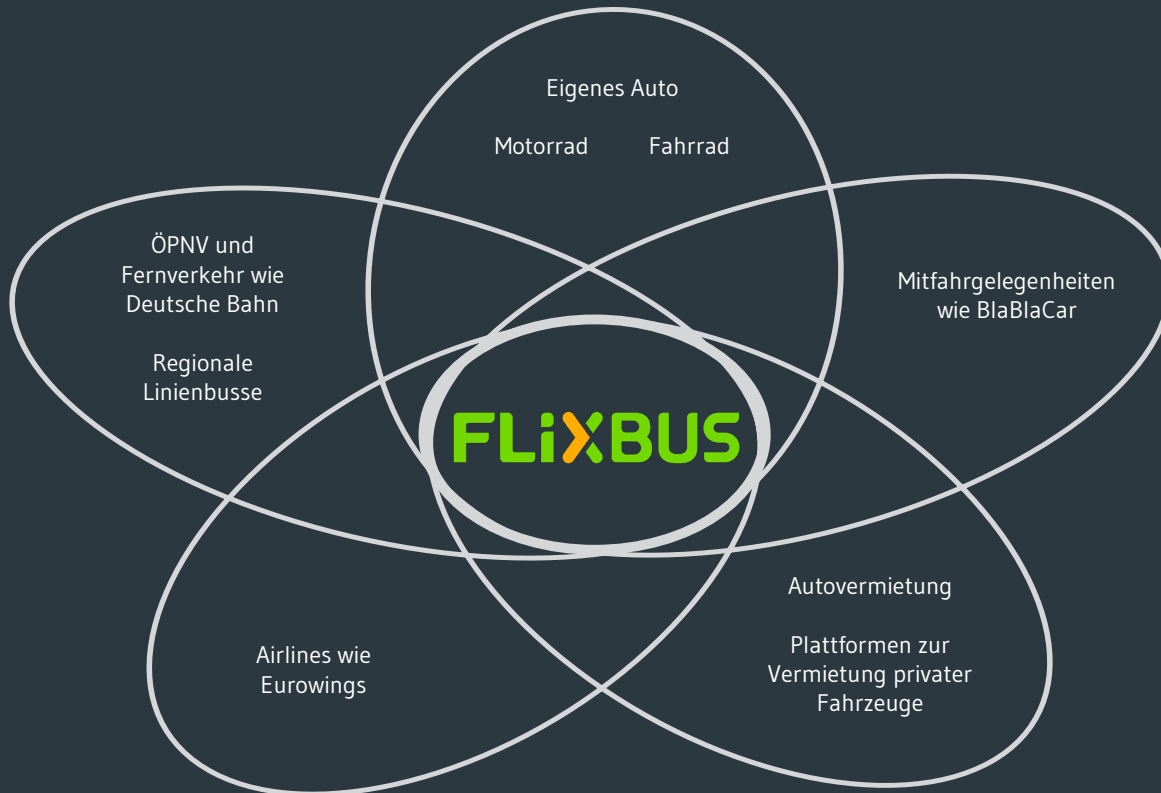 Eigenes Auto
Motorrad Fahrrad
ÖPNV und
Fernverkehr wie
Deutsche Bahn
Regionale
Linienbusse
Mitfahrgelegenheiten
wie BlaBlaCar
FLiXBUS
Airlines wie
Eurowings
Autovermietung
Plattformen zur
Vermietung privater
Fahrzeuge